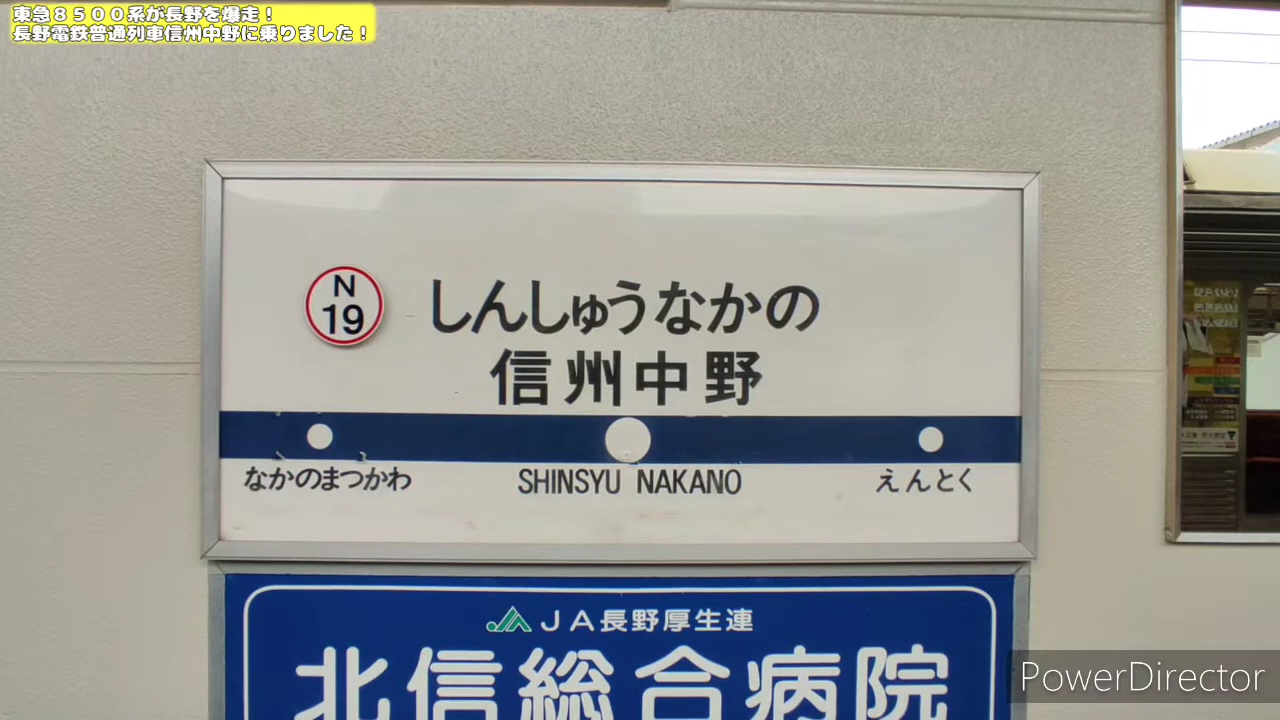 東急８５００系が長野を爆走！
長野電鉄普通列車信州中野に乗りました！
N
19
しんしゅうなかの
信州中野
なかのまつかわ
SHINSYU NAKANO
えんとく
JA長野厚生連
北信総合病院
PowerDirector